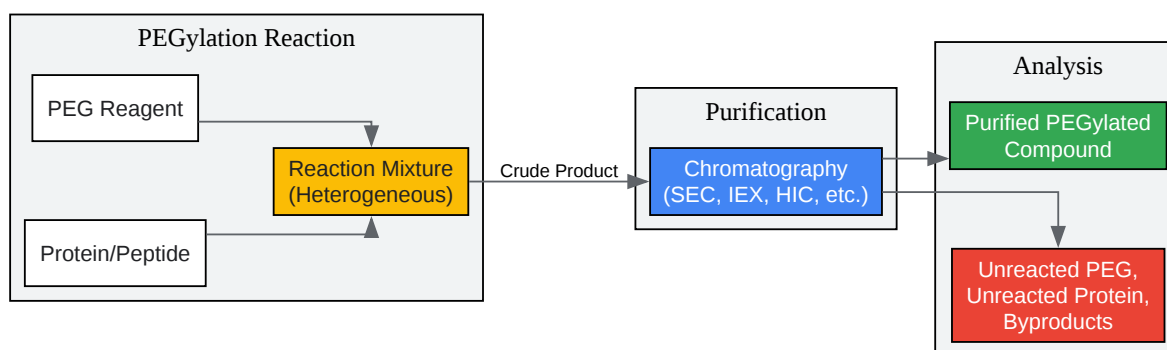 PEGylation Reaction
PEG Reagent
Protein/Peptide
Reaction Mixture
(Heterogeneous)
Crude Product
Purification
Chromatography
(SEC, IEX, HIC, etc.)
Analysis
Purified PEGylated
Compound
Unreacted PEG,
Unreacted Protein,
Byproducts